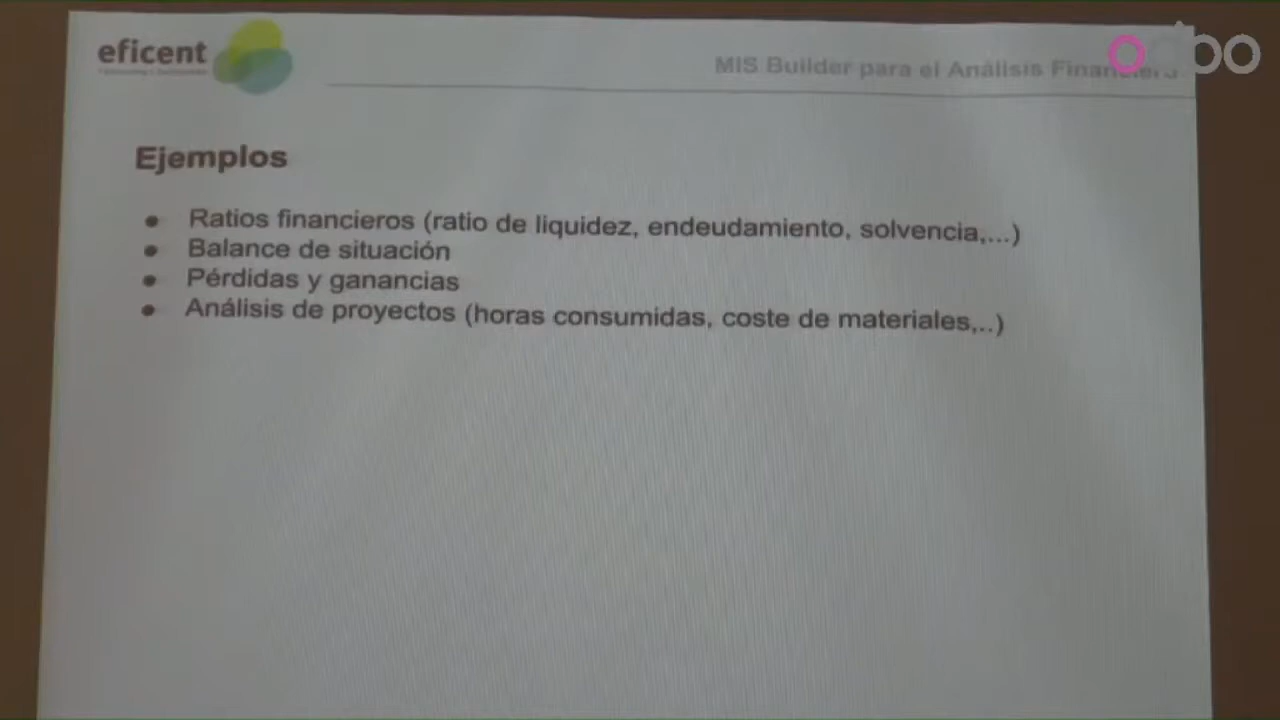 eficent
MIS Builder para el Análisis Financiero
Ejemplos
● Ratios financieros (ratio de liquidez, endeudamiento, solvencia,...)
● Balance de situación
● Pérdidas y ganancias
● Análisis de proyectos (horas consumidas, coste de materiales,..)